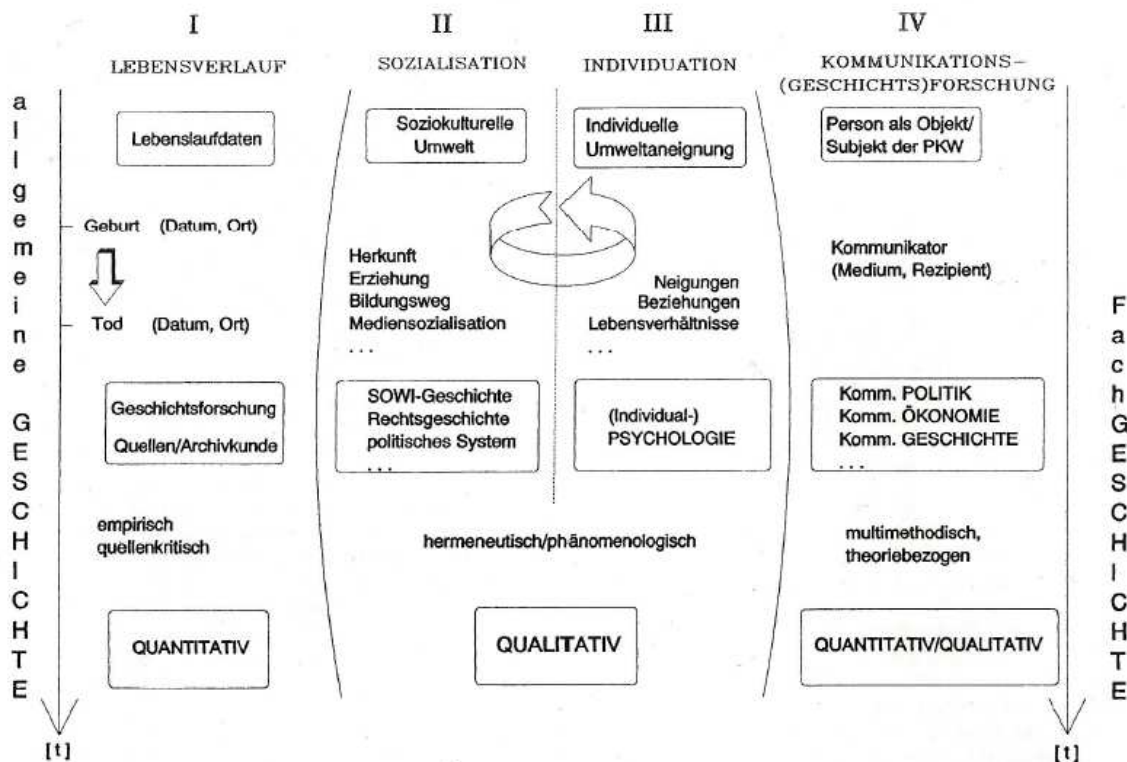 I
LEBENSVERLAUF
Lebenslaufdaten
Geburt (Datum, Ort)
Tod (Datum, Ort)
Geschichtsforschung
Quellen/Archivkunde
empirisch
quellenkritisch
QUANTITATIV
II
SOZIALISATION
Soziokulturelle
Umwelt
Herkunft
Erziehung
Bildungsweg
Mediensozialisation
...
SOWI-Geschichte
Rechtsgeschichte
politisches System
...
III
INDIVIDUATION
Individuelle
Umweltaneignung
Neigungen
Beziehungen
Lebensverhältnisse
...
(Individual-)
PSYCHOLOGIE
hermeneutisch/phänomenologisch
QUALITATIV
IV
KOMMUNIKATIONS-
(GESCHICHTS)FORSCHUNG
Person als Objekt/
Subjekt der PKW
Kommunikator
(Medium, Rezipient)
Komm. POLITIK
Komm. ÖKONOMIE
Komm. GESCHICHTE
...
multimethodisch,
theoriebezogen
QUANTITATIV/QUALITATIV
allgemeine GESCHICHTE
[t]
FachGESCHICHTE
[t]